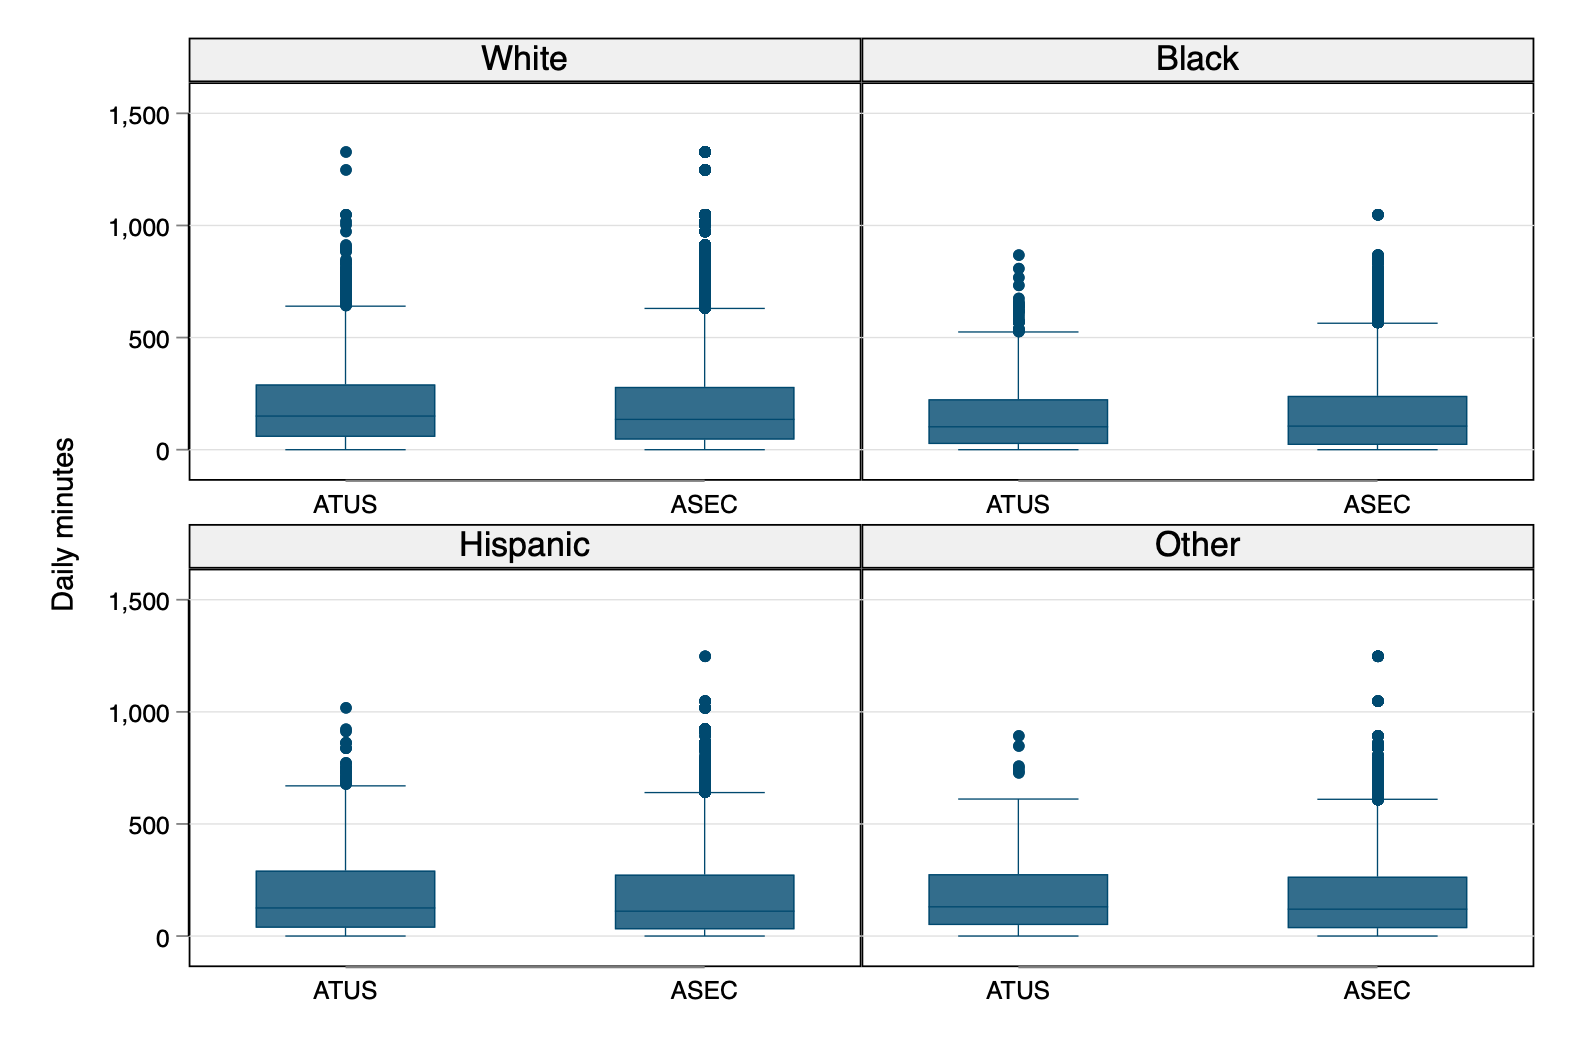 White
Black
1,500
1,000
500
0
ATUS
ASEC
ATUS
ASEC
Daily minutes
Hispanic
Other
1,500
1,000
500
0
ATUS
ASEC
ATUS
ASEC